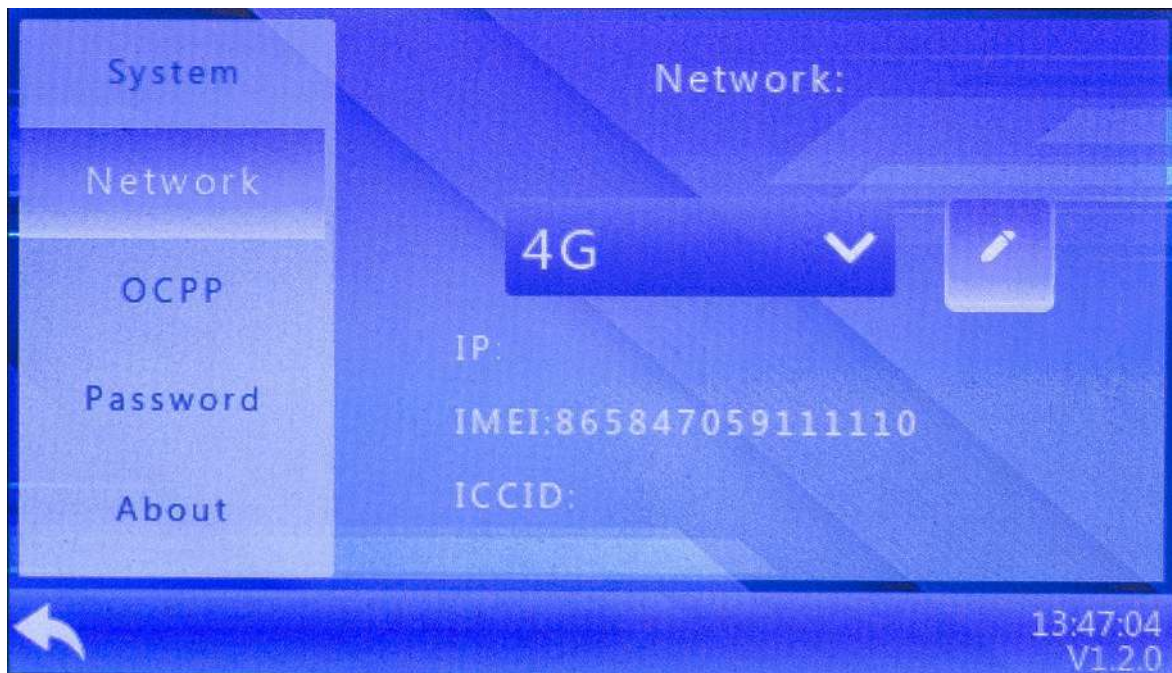 System
Network
OCPP
Password
About
Network:
4G
IP:
IMEI:865847059111110
ICCID:
13:47:04
V1.2.0